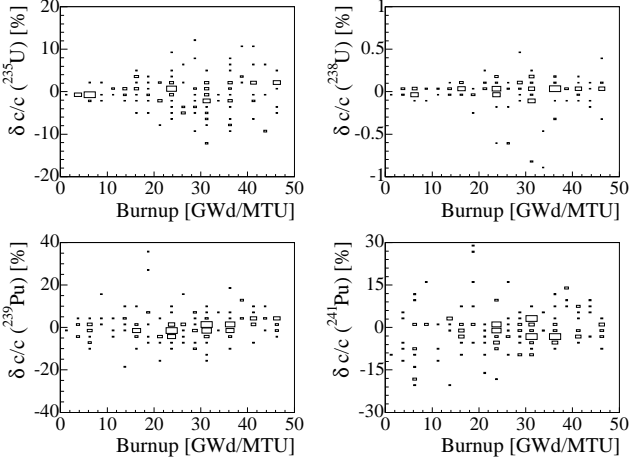 δ c/c (²³⁵U) [%]
20
10
0
-10
-20
0 10 20 30 40 50
Burnup [GWd/MTU]
δ c/c (²³⁸U) [%]
1
0.5
0
-0.5
-1
0 10 20 30 40 50
Burnup [GWd/MTU]
δ c/c (²³⁹Pu) [%]
40
20
0
-20
-40
0 10 20 30 40 50
Burnup [GWd/MTU]
δ c/c (²⁴¹Pu) [%]
30
15
0
-15
-30
0 10 20 30 40 50
Burnup [GWd/MTU]